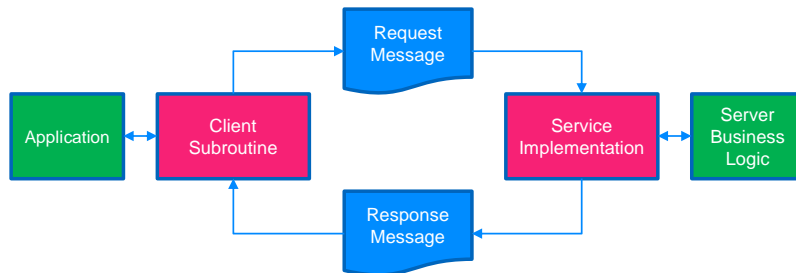 Request
Message
Application
Client
Subroutine
Service
Implementation
Server
Business
Logic
Response
Message